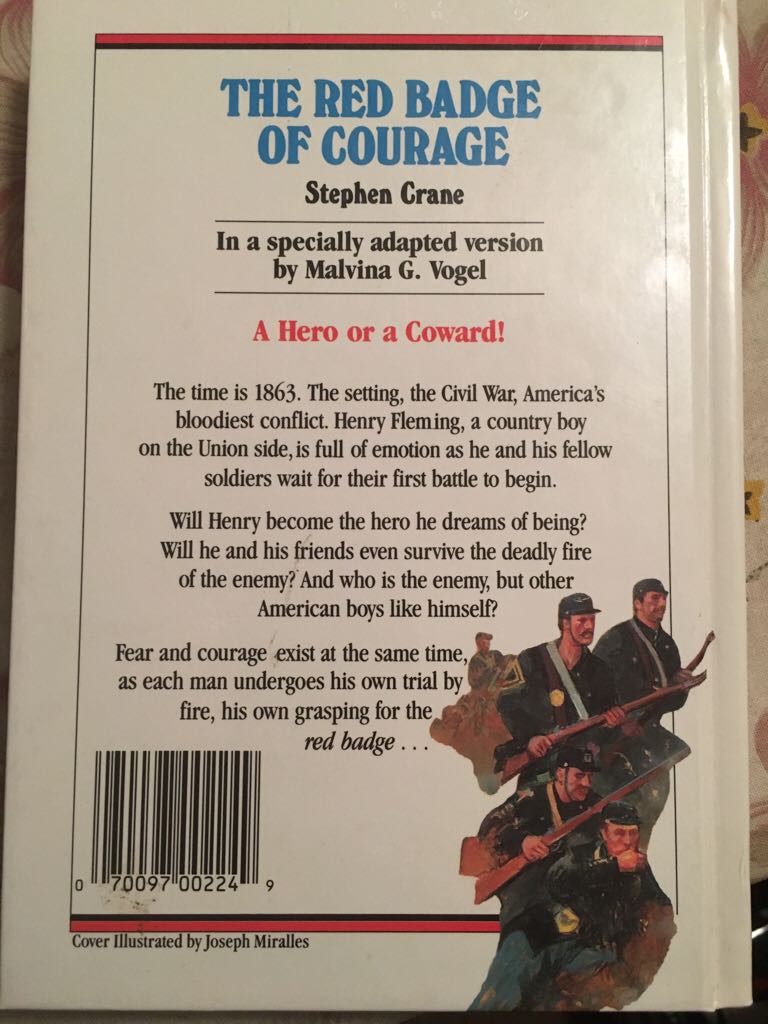 THE RED BADGE
OF COURAGE
Stephen Crane
In a specially adapted version
by Malvina G. Vogel
A Hero or a Coward!
The time is 1863. The setting, the Civil War, America's
bloodiest conflict. Henry Fleming, a country boy
on the Union side, is full of emotion as he and his fellow
soldiers wait for their first battle to begin.
Will Henry become the hero he dreams of being?
Will he and his friends even survive the deadly fire
of the enemy? And who is the enemy, but other
American boys like himself?
Fear and courage exist at the same time,
as each man undergoes his own trial by
fire, his own grasping for the
red badge . . .
0 70097 00224 9
Cover Illustrated by Joseph Miralles